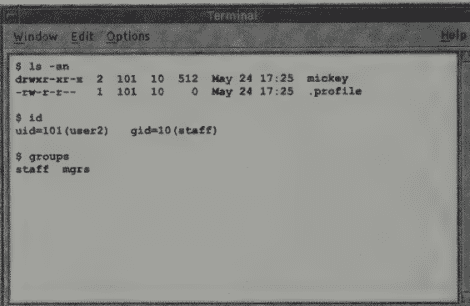 Terminal
Window Edit Options Help
$ ls -an
drwxr-xr-x 2 101 10 512 May 24 17:25 mickey
-rw-r-r-- 1 101 10 0 May 24 17:25 .profile
$ id
uid=101(user2) gid=10(staff)
$ groups
staff mgrs